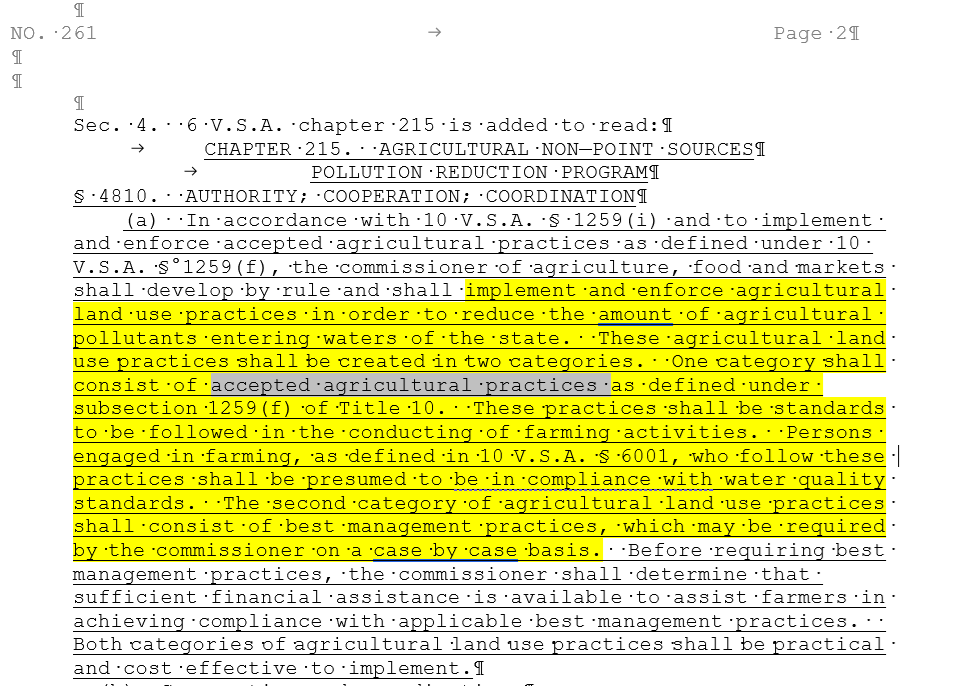 NO. 261 Page 2
Sec. 4. 6 V.S.A. chapter 215 is added to read:
CHAPTER 215. AGRICULTURAL NON–POINT SOURCES
POLLUTION REDUCTION PROGRAM
§ 4810. AUTHORITY; COOPERATION; COORDINATION
(a) In accordance with 10 V.S.A. § 1259(i) and to implement
and enforce accepted agricultural practices as defined under 10
V.S.A. § 1259(f), the commissioner of agriculture, food and markets
shall develop by rule and shall implement and enforce agricultural
land use practices in order to reduce the amount of agricultural
pollutants entering waters of the state. These agricultural land
use practices shall be created in two categories. One category shall
consist of accepted agricultural practices as defined under
subsection 1259(f) of Title 10. These practices shall be standards
to be followed in the conducting of farming activities. Persons
engaged in farming, as defined in 10 V.S.A. § 6001, who follow these
practices shall be presumed to be in compliance with water quality
standards. The second category of agricultural land use practices
shall consist of best management practices, which may be required
by the commissioner on a case by case basis. Before requiring best
management practices, the commissioner shall determine that
sufficient financial assistance is available to assist farmers in
achieving compliance with applicable best management practices.
Both categories of agricultural land use practices shall be practical
and cost effective to implement.